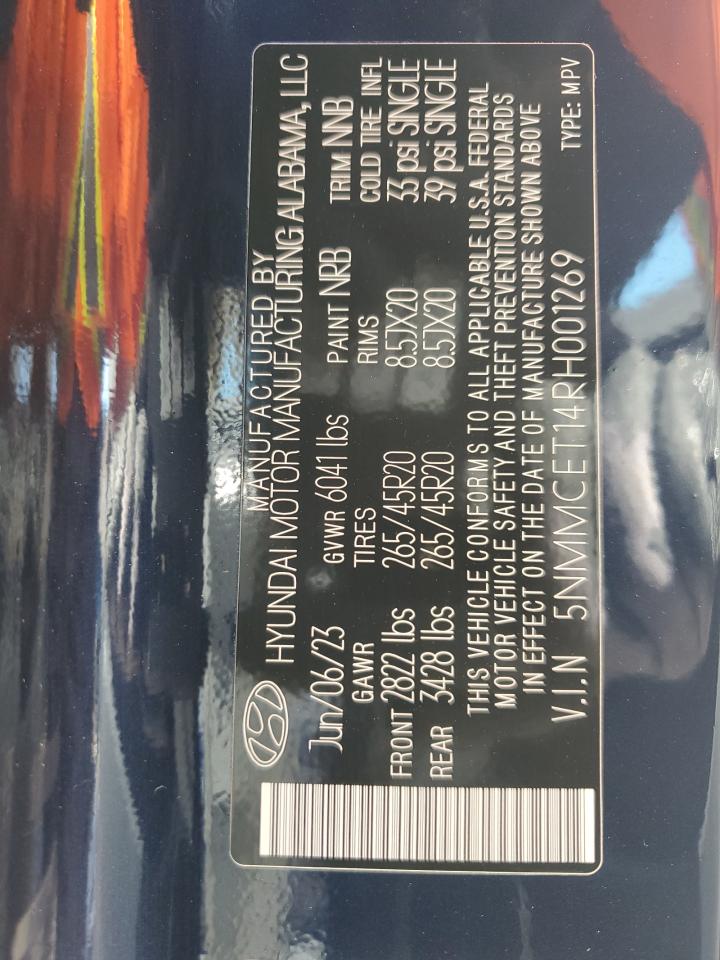 MANUFACTURED BY
HYUNDAI MOTOR MANUFACTURING ALABAMA, LLC
Jun/06/23 GVWR 6041 lbs PAINT NRB TRIM NNB
GAWR TIRES RIMS COLD TIRE INFL
FRONT 2822 lbs 265/45R20 8.5JX20 33 psi SINGLE
REAR 3428 lbs 265/45R20 8.5JX20 39 psi SINGLE
THIS VEHICLE CONFORMS TO ALL APPLICABLE U.S.A. FEDERAL
MOTOR VEHICLE SAFETY AND THEFT PREVENTION STANDARDS
IN EFFECT ON THE DATE OF MANUFACTURE SHOWN ABOVE
V.I.N 5NMMCET14RH001269 TYPE: MPV